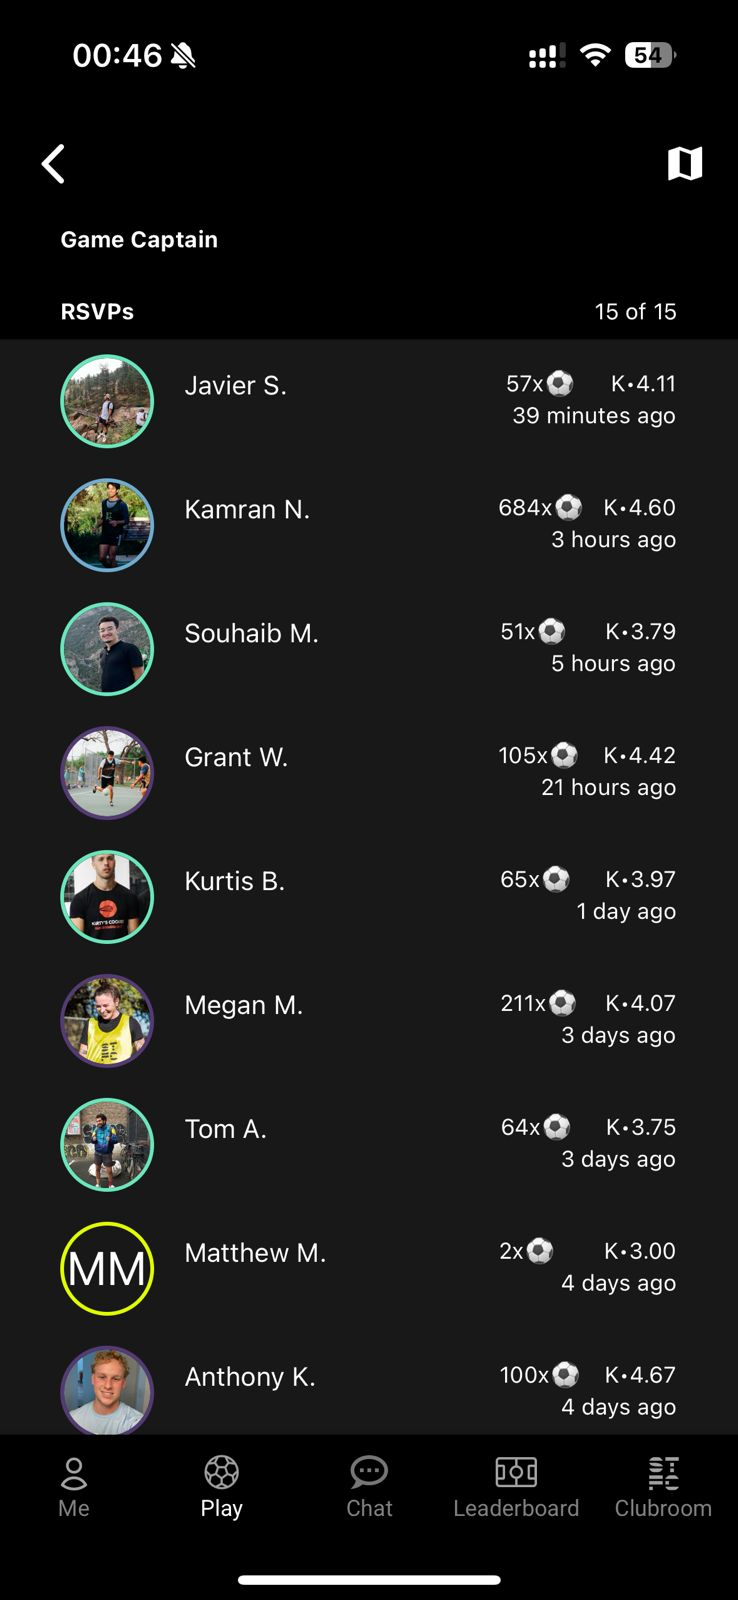 00:46
54
Game Captain
RSVPs 15 of 15
Javier S. 57x K•4.11
39 minutes ago
Kamran N. 684x K•4.60
3 hours ago
Souhaib M. 51x K•3.79
5 hours ago
Grant W. 105x K•4.42
21 hours ago
Kurtis B. 65x K•3.97
1 day ago
Megan M. 211x K•4.07
3 days ago
Tom A. 64x K•3.75
3 days ago
MM
Matthew M. 2x K•3.00
4 days ago
Anthony K. 100x K•4.67
4 days ago
Me Play Chat Leaderboard Clubroom